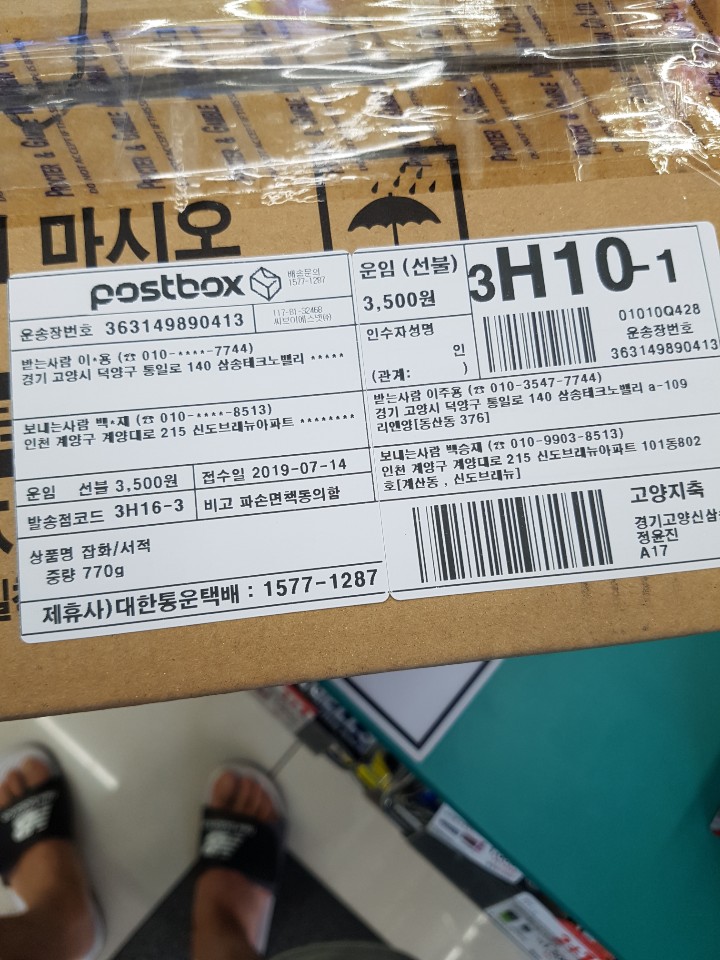 마시오
postbox
배송문의
1577-1287
운송장번호 363149890413
받는사람 이*용 (☎ 010-****-7744)
경기 고양시 덕양구 통일로 140 삼송테크노밸리 *****
보내는사람 백*재 (☎ 010-****-8513)
인천 계양구 계양대로 215 신도브래뉴아파트 ********
운임 선불 3,500원
접수일 2019-07-14
발송점코드 3H16-3
비고 파손면책동의함
상품명 잡화/서적
중량 770g
제휴사)대한통운택배 : 1577-1287
운임 (선불)
3,500원
인수자성명
인
(관계: )
3H10-1
01010Q428
운송장번호
363149890413
받는사람 이주용 (☎ 010-3547-7744)
경기 고양시 덕양구 통일로 140 삼송테크노밸리 a-109
리엔양[동산동 376]
보내는사람 백승재 (☎ 010-9903-8513)
인천 계양구 계양대로 215 신도브래뉴아파트 101동802
호[계산동 , 신도브래뉴]
고양지축
경기고양신삼
정윤진
A17